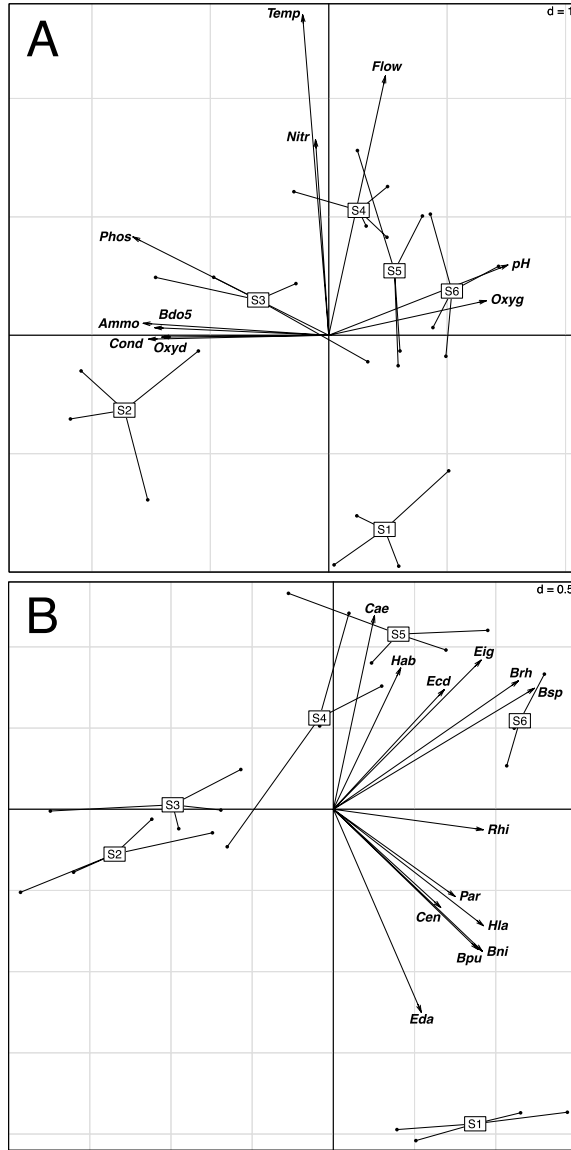 A
d = 1
Temp
Flow
Nitr
S4
Phos
pH
S5
S6
S3
Oxyg
Bdo5
Ammo
Cond
Oxyd
S2
S1
B
d = 0.5
Cae
S5
Eig
Hab
Brh
Ecd
Bsp
S4
S6
S3
Rhi
S2
Par
Cen
Hla
Bni
Bpu
Eda
S1